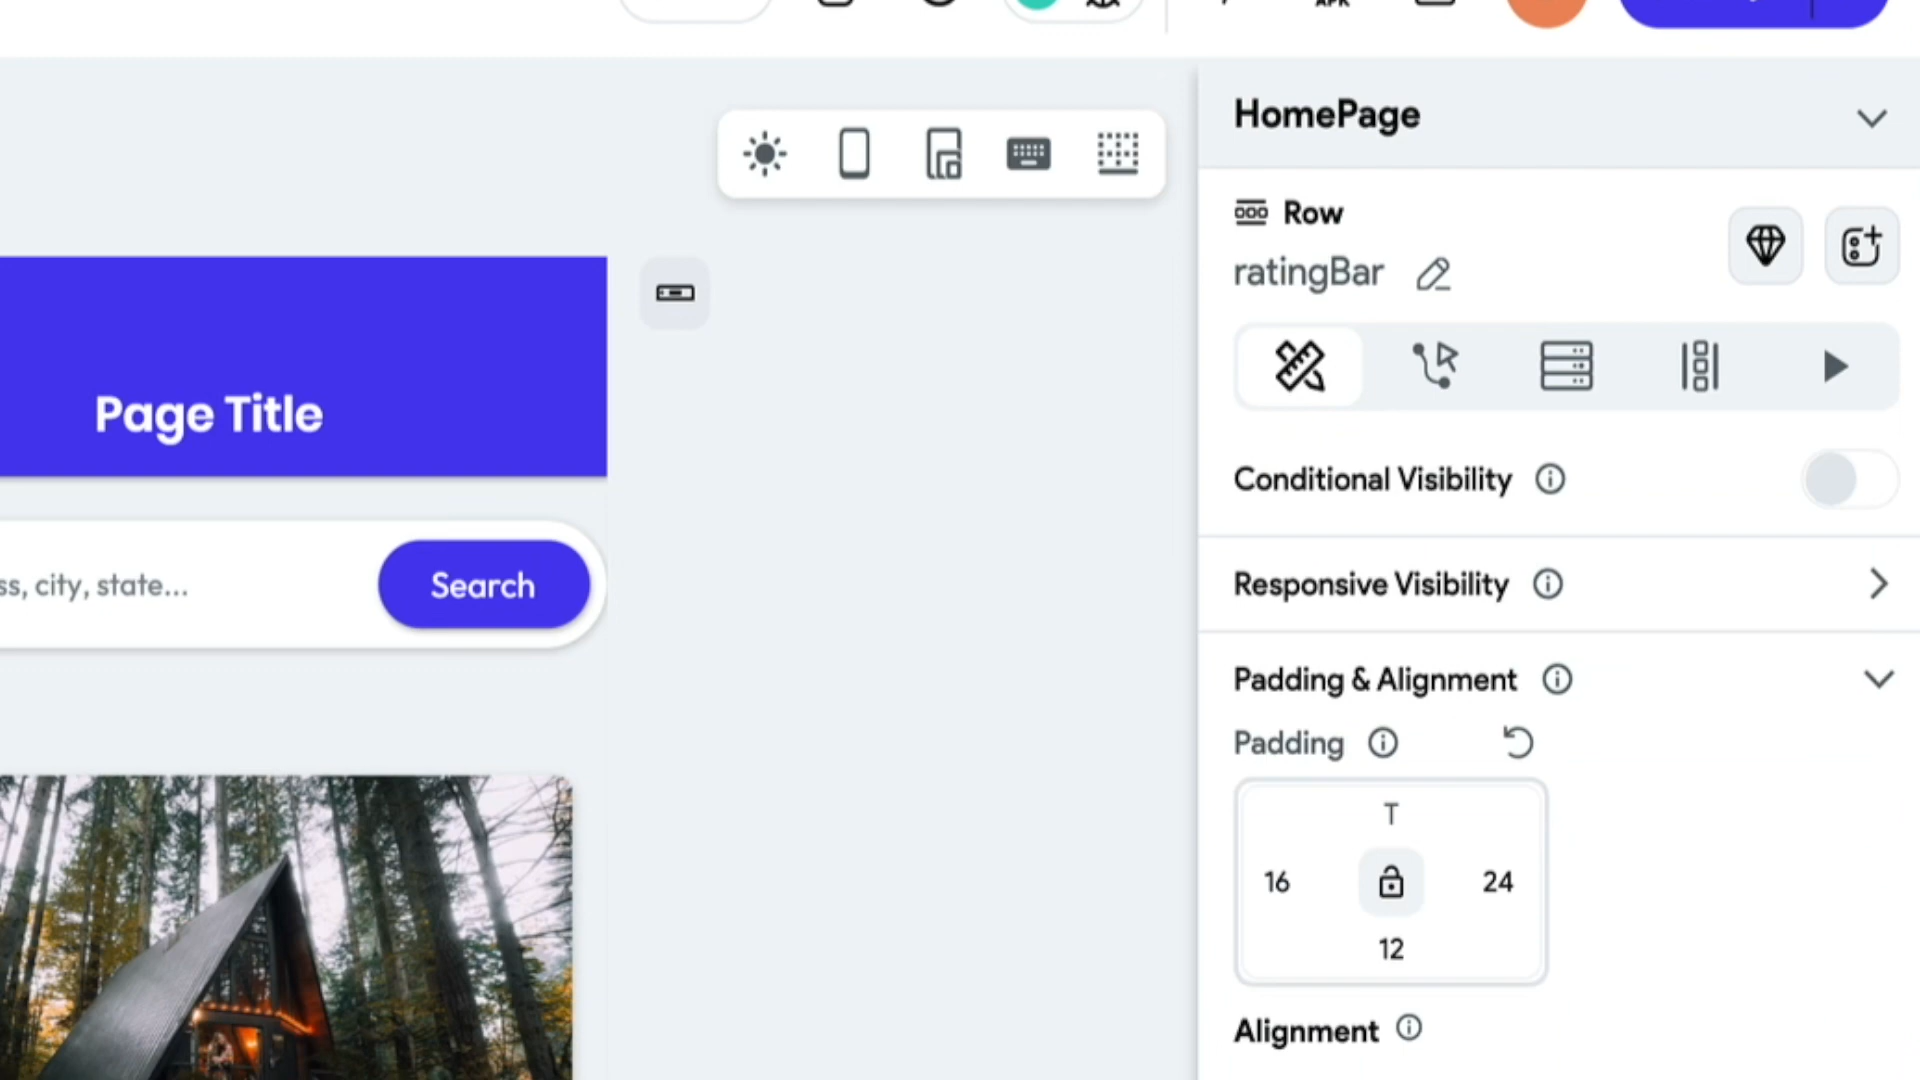 HomePage
Row
ratingBar
Page Title
Conditional Visibility
ss, city, state...
Search
Responsive Visibility
Padding & Alignment
Padding
T
16
24
12
Alignment